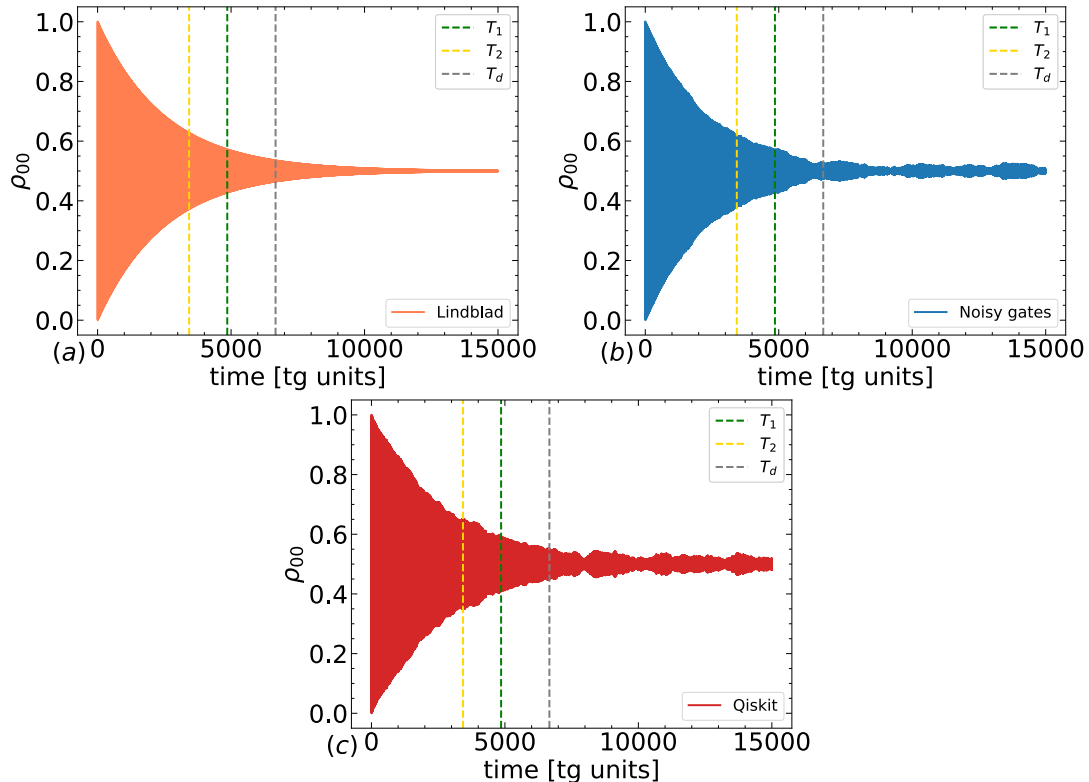 1.0
0.8
0.6
0.4
0.2
0.0
ρ00
T1
T2
Td
Lindblad
(a)
0 5000 10000 15000
time [tg units]
1.0
0.8
0.6
0.4
0.2
0.0
ρ00
T1
T2
Td
Noisy gates
(b)
0 5000 10000 15000
time [tg units]
1.0
0.8
0.6
0.4
0.2
0.0
ρ00
T1
T2
Td
Qiskit
(c)
0 5000 10000 15000
time [tg units]